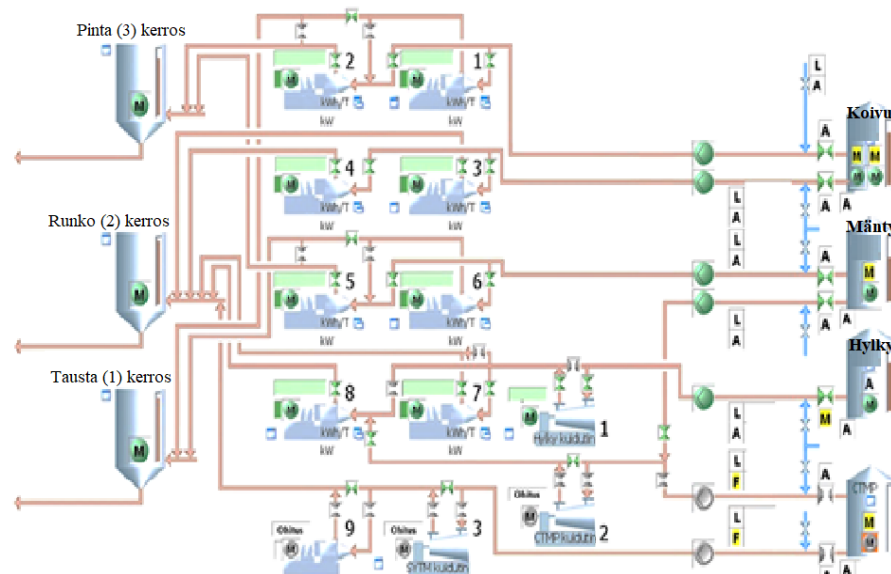 Pinta (3) kerros
M
2
M
kWh/T
kW
1
M
kWh/T
kW
L
A
A
Koivu
M M
M M
4
M
kWh/T
kW
3
M
kWh/T
kW
L
A
A A
Runko (2) kerros
M
L
A
Mänty
A
M
M
5
M
kWh/T
kW
6
M
kWh/T
kW
L
A
A
A
Hylky
A
M
Tausta (1) kerros
M
8
M
kWh/T
kW
7
M
kWh/T
kW
M
Hylky kuidutin
1
L
A
M
A
L
F
A
CTMP
M
M
Ohitus
M
9
Ohitus
M
SYTM kuidutin
3
Ohitus
M
CTMP kuidutin
2
L
F
A
A